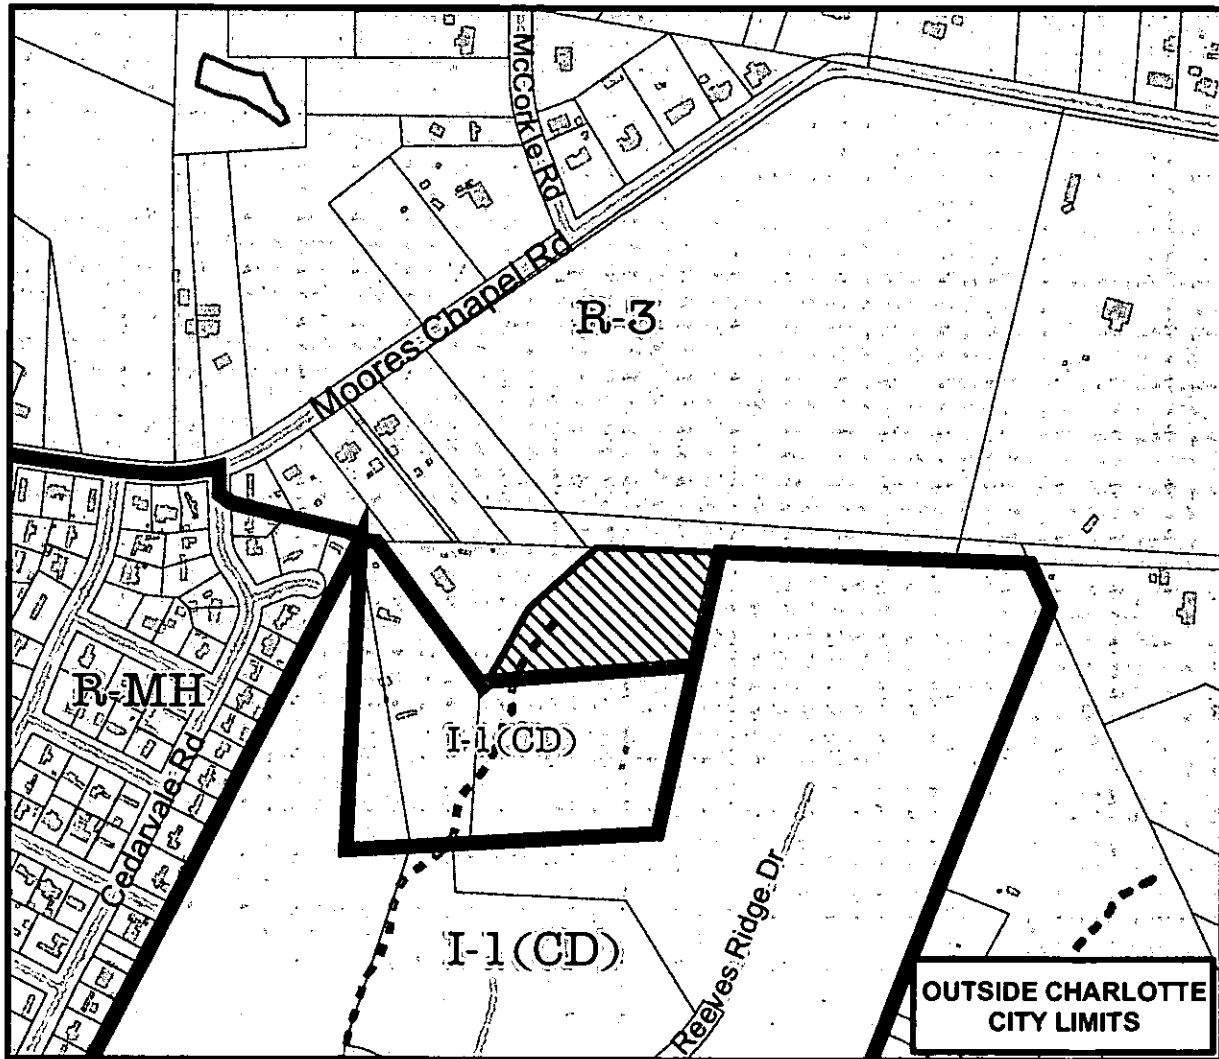 McCorkle Rd
Moores Chapel Rd
R-3
R-MH
Cedarvale Rd
I-1(CD)
I-1(CD)
Reeves Ridge Dr
OUTSIDE CHARLOTTE
CITY LIMITS